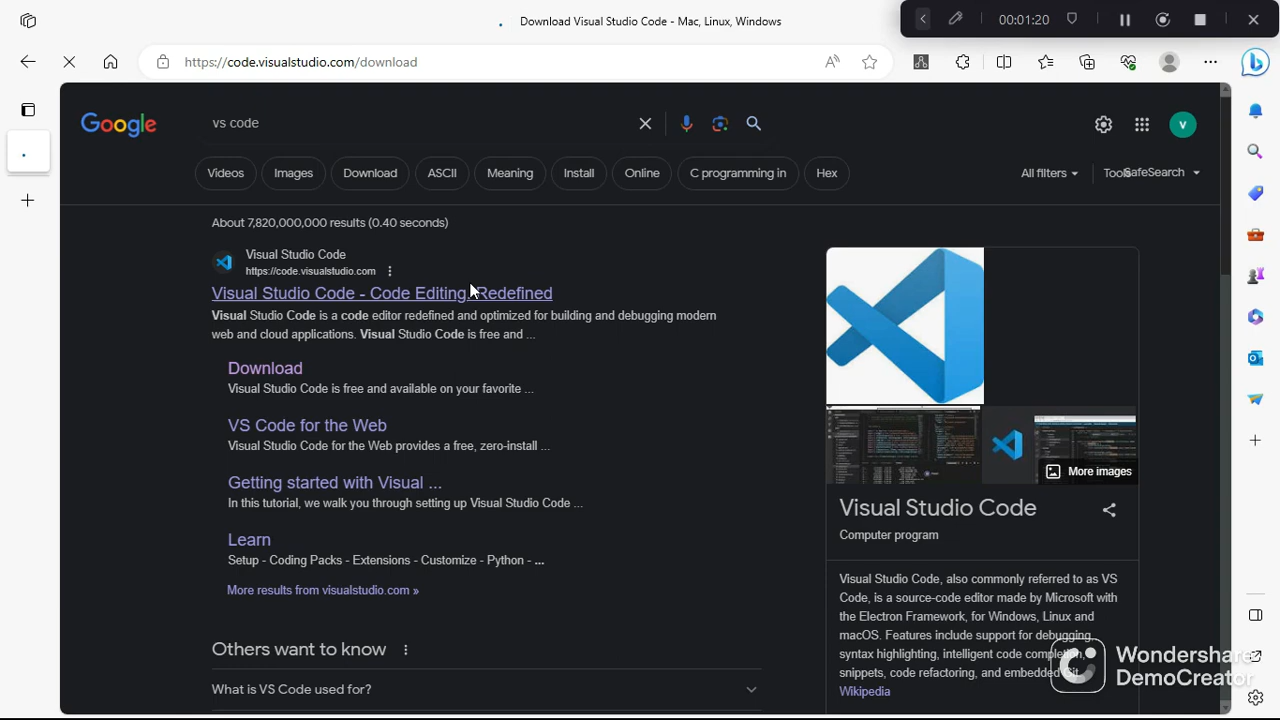 Download Visual Studio Code - Mac, Linux, Windows
00:01:20
https://code.visualstudio.com/download
Google
vs code
V
Videos
Images
Download
ASCII
Meaning
Install
Online
C programming in
Hex
All filters
SafeSearch
About 7,820,000,000 results (0.40 seconds)
Visual Studio Code
https://code.visualstudio.com
Visual Studio Code - Code Editing. Redefined
Visual Studio Code is a code editor redefined and optimized for building and debugging modern
web and cloud applications. Visual Studio Code is free and ...
Download
Visual Studio Code is free and available on your favorite ...
VS Code for the Web
Visual Studio Code for the Web provides a free, zero-install ...
Getting started with Visual ...
In this tutorial, we walk you through setting up Visual Studio Code ...
Learn
Setup - Coding Packs - Extensions - Customize - Python - ...
More results from visualstudio.com »
Others want to know
What is VS Code used for?
More images
Visual Studio Code
Computer program
Visual Studio Code, also commonly referred to as VS
Code, is a source-code editor made by Microsoft with
the Electron Framework, for Windows, Linux and
macOS. Features include support for debugging,
syntax highlighting, intelligent code completion,
snippets, code refactoring, and embedded Git.
Wikipedia
Wondershare
DemoCreator